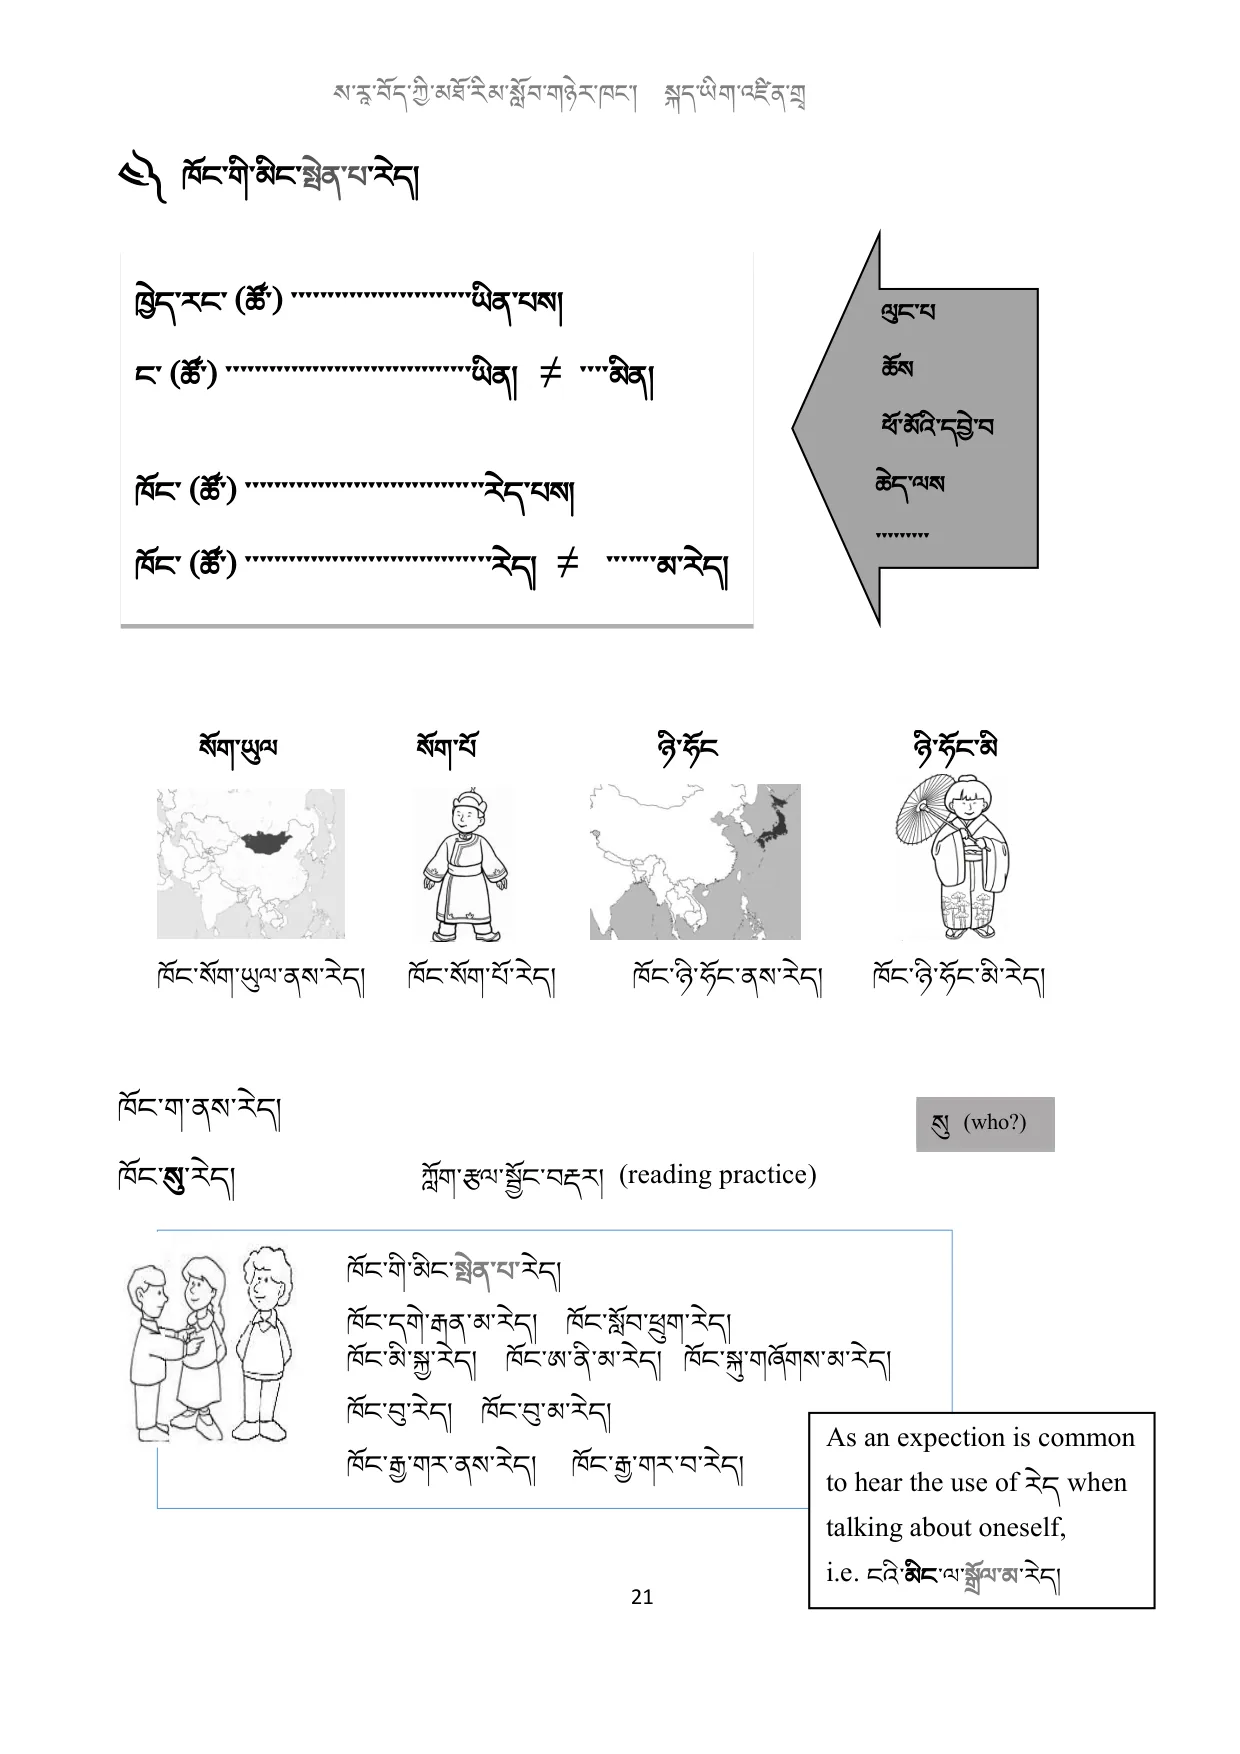 ས་རཱ་བོད་ཀྱི་མཐོ་རིམ་སློབ་གཉེར་ཁང་། སྐད་ཡིག་འཛིན་གྲྭ
༤༽ ཁོང་གི་མིང་སྤེན་པ་རེད།
ཁྱེད་རང་ (ཚོ་) ་་་་་་་་་་་་་་་་་་་་་་་་་ཡིན་པས།
ང་ (ཚོ་) ་་་་་་་་་་་་་་་་་་་་་་་་་་་་་་་་་་ཡིན། ≠ ་་་་མིན།
ཁོང་ (ཚོ་) ་་་་་་་་་་་་་་་་་་་་་་་་་་་་་་་་་རེད་པས།
ཁོང་ (ཚོ་) ་་་་་་་་་་་་་་་་་་་་་་་་་་་་་་་་་་རེད། ≠ ་་་་་་་མ་རེད།
ལུང་པ
ཆོས
ཕོ་མོའི་དབྱེ་བ
ཆེད་ལས
་་་་་་་་་
སོག་ཡུལ སོག་པོ ཉི་ཧོང ཉི་ཧོང་མི
ཁོང་སོག་ཡུལ་ནས་རེད། ཁོང་སོག་པོ་རེད། ཁོང་ཉི་ཧོང་ནས་རེད། ཁོང་ཉི་ཧོང་མི་རེད།
ཁོང་ག་ནས་རེད།
སུ (who?)
ཁོང་སུ་རེད། ཀློག་རྩལ་སྦྱོང་བརྡར། (reading practice)
ཁོང་གི་མིང་སྤེན་པ་རེད།
ཁོང་དགེ་རྒན་མ་རེད། ཁོང་སློབ་ཕྲུག་རེད།
ཁོང་མི་སྐྱ་རེད། ཁོང་ཨ་ནི་མ་རེད། ཁོང་སྐུ་གཞོགས་མ་རེད།
ཁོང་བུ་རེད། ཁོང་བུ་མ་རེད།
ཁོང་རྒྱ་གར་ནས་རེད། ཁོང་རྒྱ་གར་བ་རེད།
As an expection is common
to hear the use of རེད when
talking about oneself,
i.e. ངའི་མིང་ལ་སྒྲོལ་མ་རེད།
21